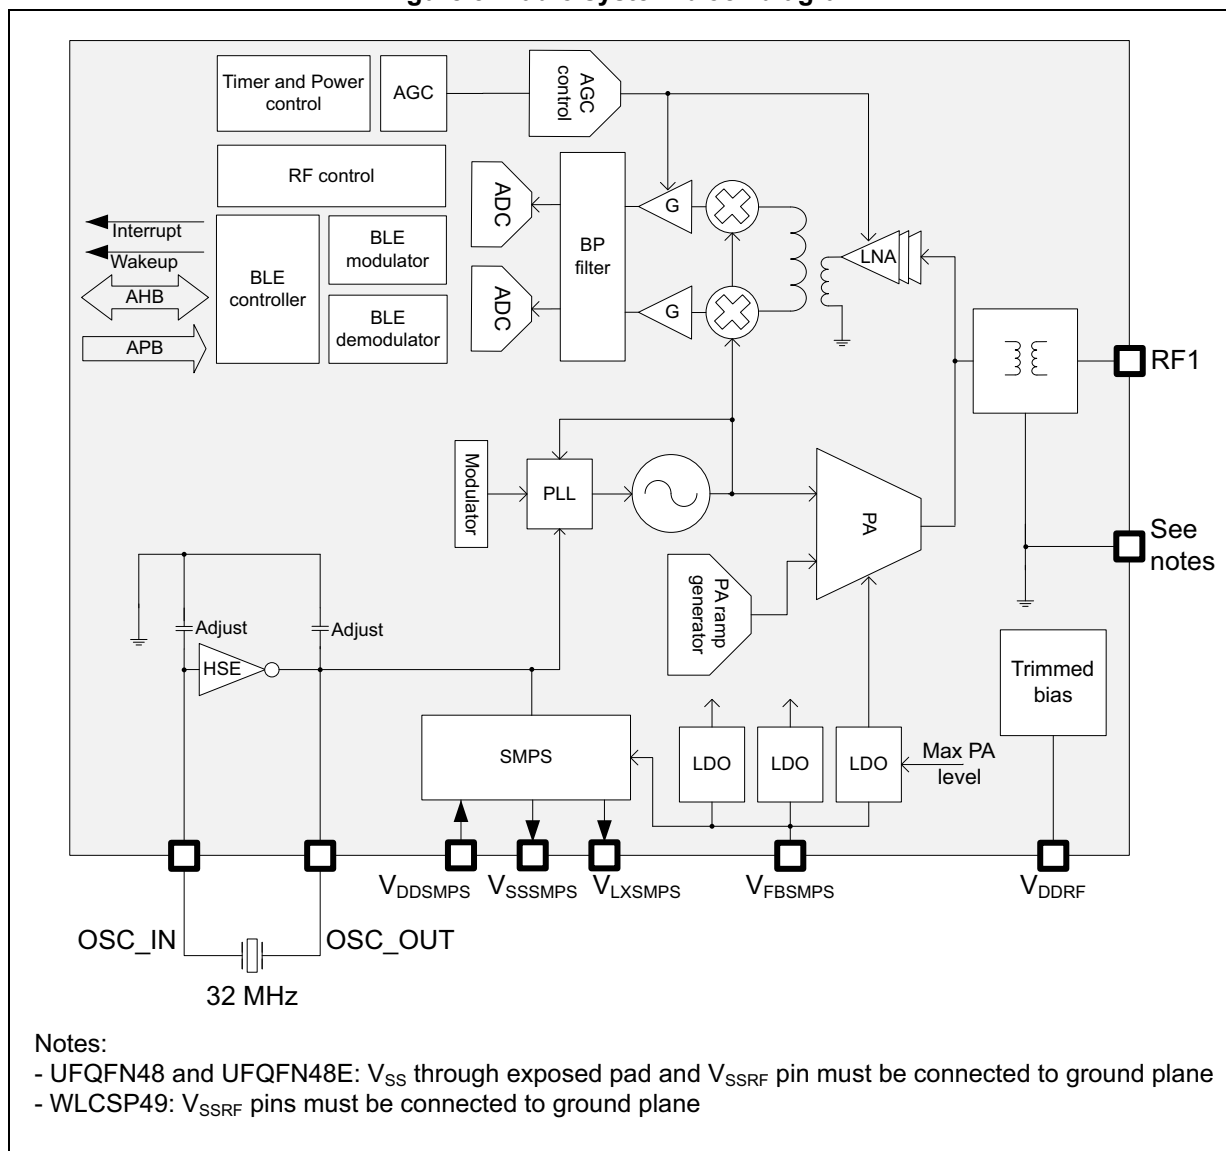 Timer and Power
control
AGC
AGC
control
RF control
ADC
ADC
BP
filter
G
G
LNA
Interrupt
Wakeup
AHB
APB
BLE
controller
BLE
modulator
BLE
demodulator
RF1
Modulator
PLL
PA
See
notes
PA ramp
generator
Adjust
Adjust
HSE
Trimmed
bias
SMPS
LDO
LDO
LDO
Max PA
level
VDDSMPS
VSSSMPS
VLXSMPS
VFBSMPS
VDDRF
OSC_IN
OSC_OUT
32 MHz
Notes:
- UFQFN48 and UFQFN48E: VSS through exposed pad and VSSRF pin must be connected to ground plane
- WLCSP49: VSSRF pins must be connected to ground plane